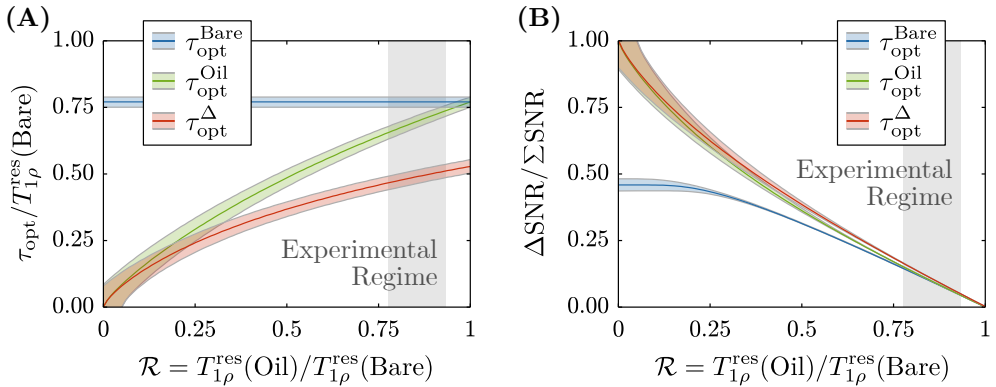 (A)
τ_opt/T_1ρ^res(Bare)
1.00
0.75
0.50
0.25
0.00
τ_opt^Bare
τ_opt^Oil
τ_opt^Δ
Experimental
Regime
0 0.25 0.5 0.75 1
ℛ = T_1ρ^res(Oil)/T_1ρ^res(Bare)
(B)
ΔSNR/ΣSNR
1.00
0.75
0.50
0.25
0.00
τ_opt^Bare
τ_opt^Oil
τ_opt^Δ
Experimental
Regime
0 0.25 0.5 0.75 1
ℛ = T_1ρ^res(Oil)/T_1ρ^res(Bare)